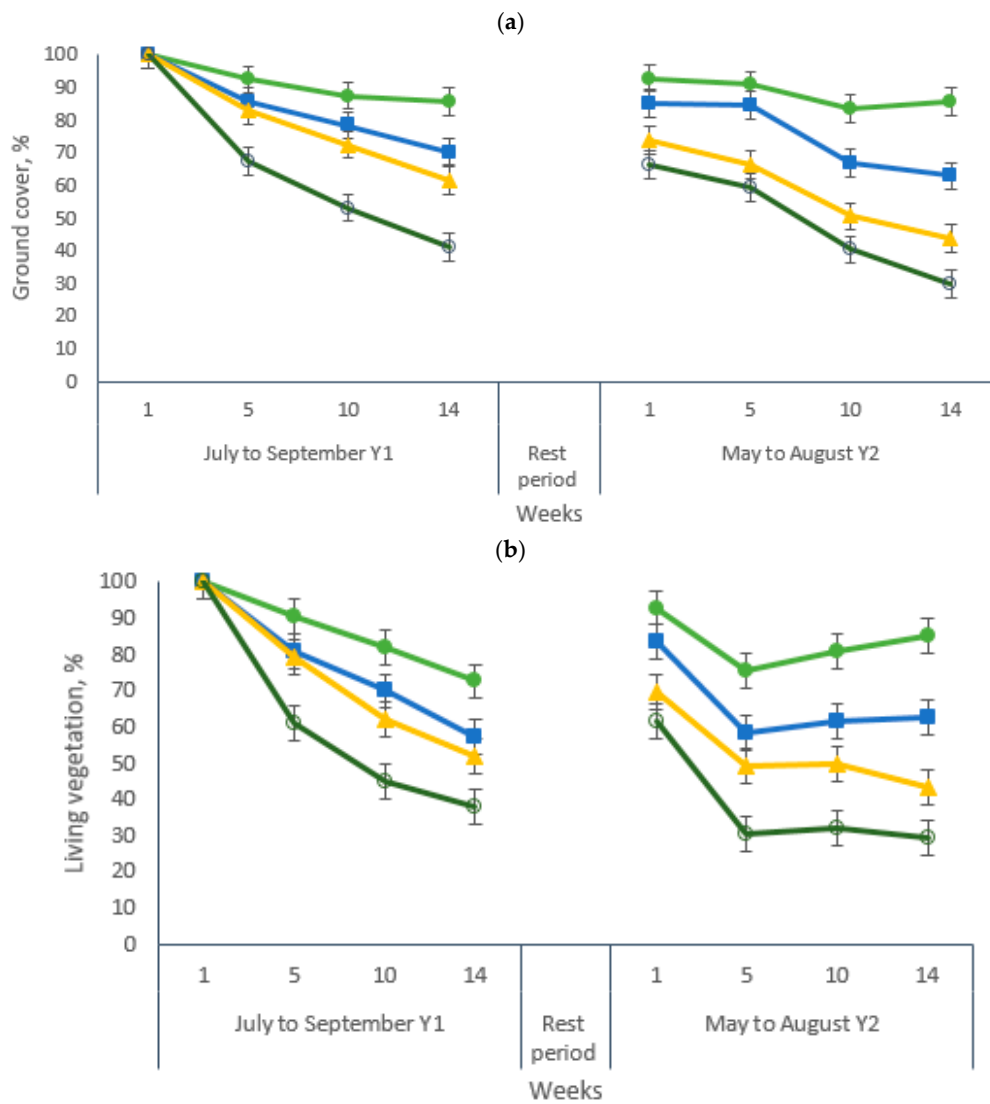 (a)
Ground cover, %
100
90
80
70
60
50
40
30
20
10
0
1 5 10 14 1 5 10 14
July to September Y1 Rest period May to August Y2
Weeks
(b)
Living vegetation, %
100
90
80
70
60
50
40
30
20
10
0
1 5 10 14 1 5 10 14
July to September Y1 Rest period May to August Y2
Weeks